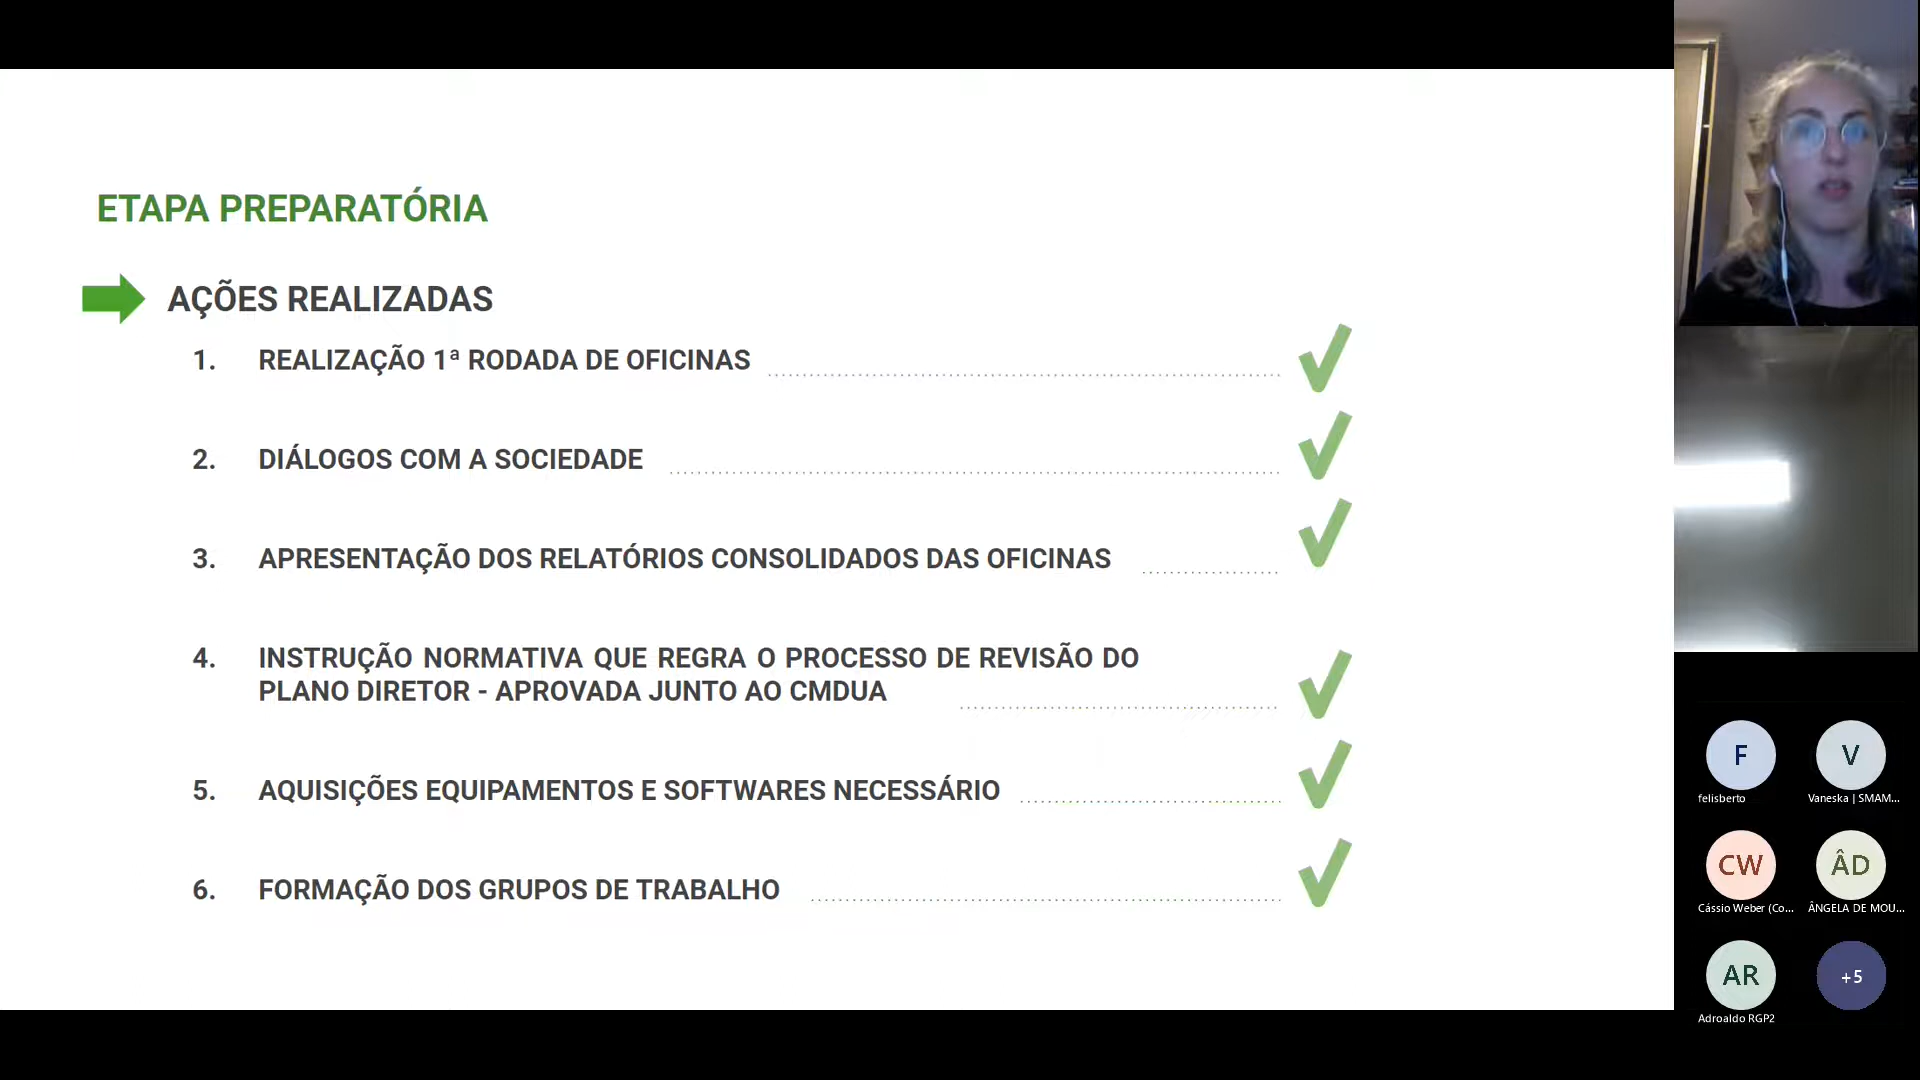 ETAPA PREPARATÓRIA
AÇÕES REALIZADAS
1. REALIZAÇÃO 1ª RODADA DE OFICINAS
2. DIÁLOGOS COM A SOCIEDADE
3. APRESENTAÇÃO DOS RELATÓRIOS CONSOLIDADOS DAS OFICINAS
4. INSTRUÇÃO NORMATIVA QUE REGRA O PROCESSO DE REVISÃO DO
PLANO DIRETOR - APROVADA JUNTO AO CMDUA
5. AQUISIÇÕES EQUIPAMENTOS E SOFTWARES NECESSÁRIO
6. FORMAÇÃO DOS GRUPOS DE TRABALHO
F
felisberto
V
Vaneska | SMAM...
CW
Cássio Weber (Co...
ÂD
ÂNGELA DE MOU...
AR
Adroaldo RGP2
+5